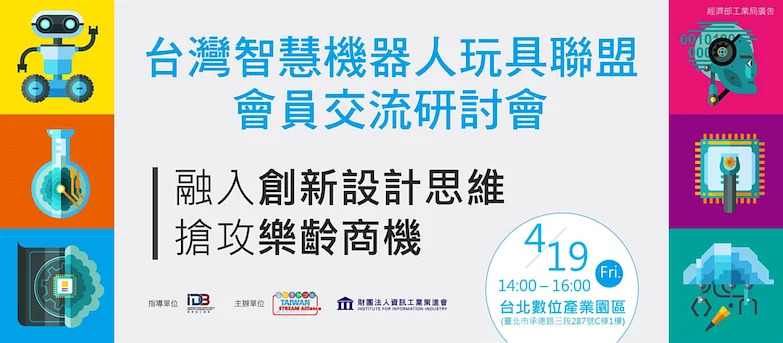 經濟部工業局廣告
台灣智慧機器人玩具聯盟
會員交流研討會
融入創新設計思維
搶攻樂齡商機
4/19
Fri.
14:00 – 16:00
台北數位產業園區
(臺北市承德路三段287號C棟1樓)
指導單位
IDB
主辦單位
TAIWAN
STREAM Alliance
財團法人資訊工業策進會
INSTITUTE FOR INFORMATION INDUSTRY